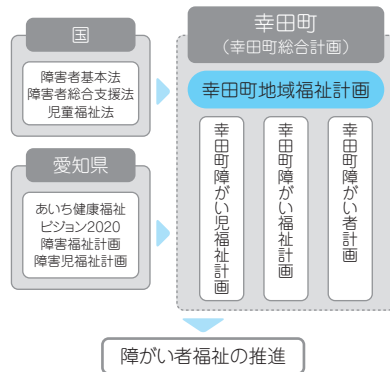 国
障害者基本法
障害者総合支援法
児童福祉法
愛知県
あいち健康福祉
ビジョン2020
障害福祉計画
障害児福祉計画
幸田町
（幸田町総合計画）
幸田町地域福祉計画
幸田町障がい者計画
幸田町障がい福祉計画
幸田町障がい児福祉計画
障がい者福祉の推進